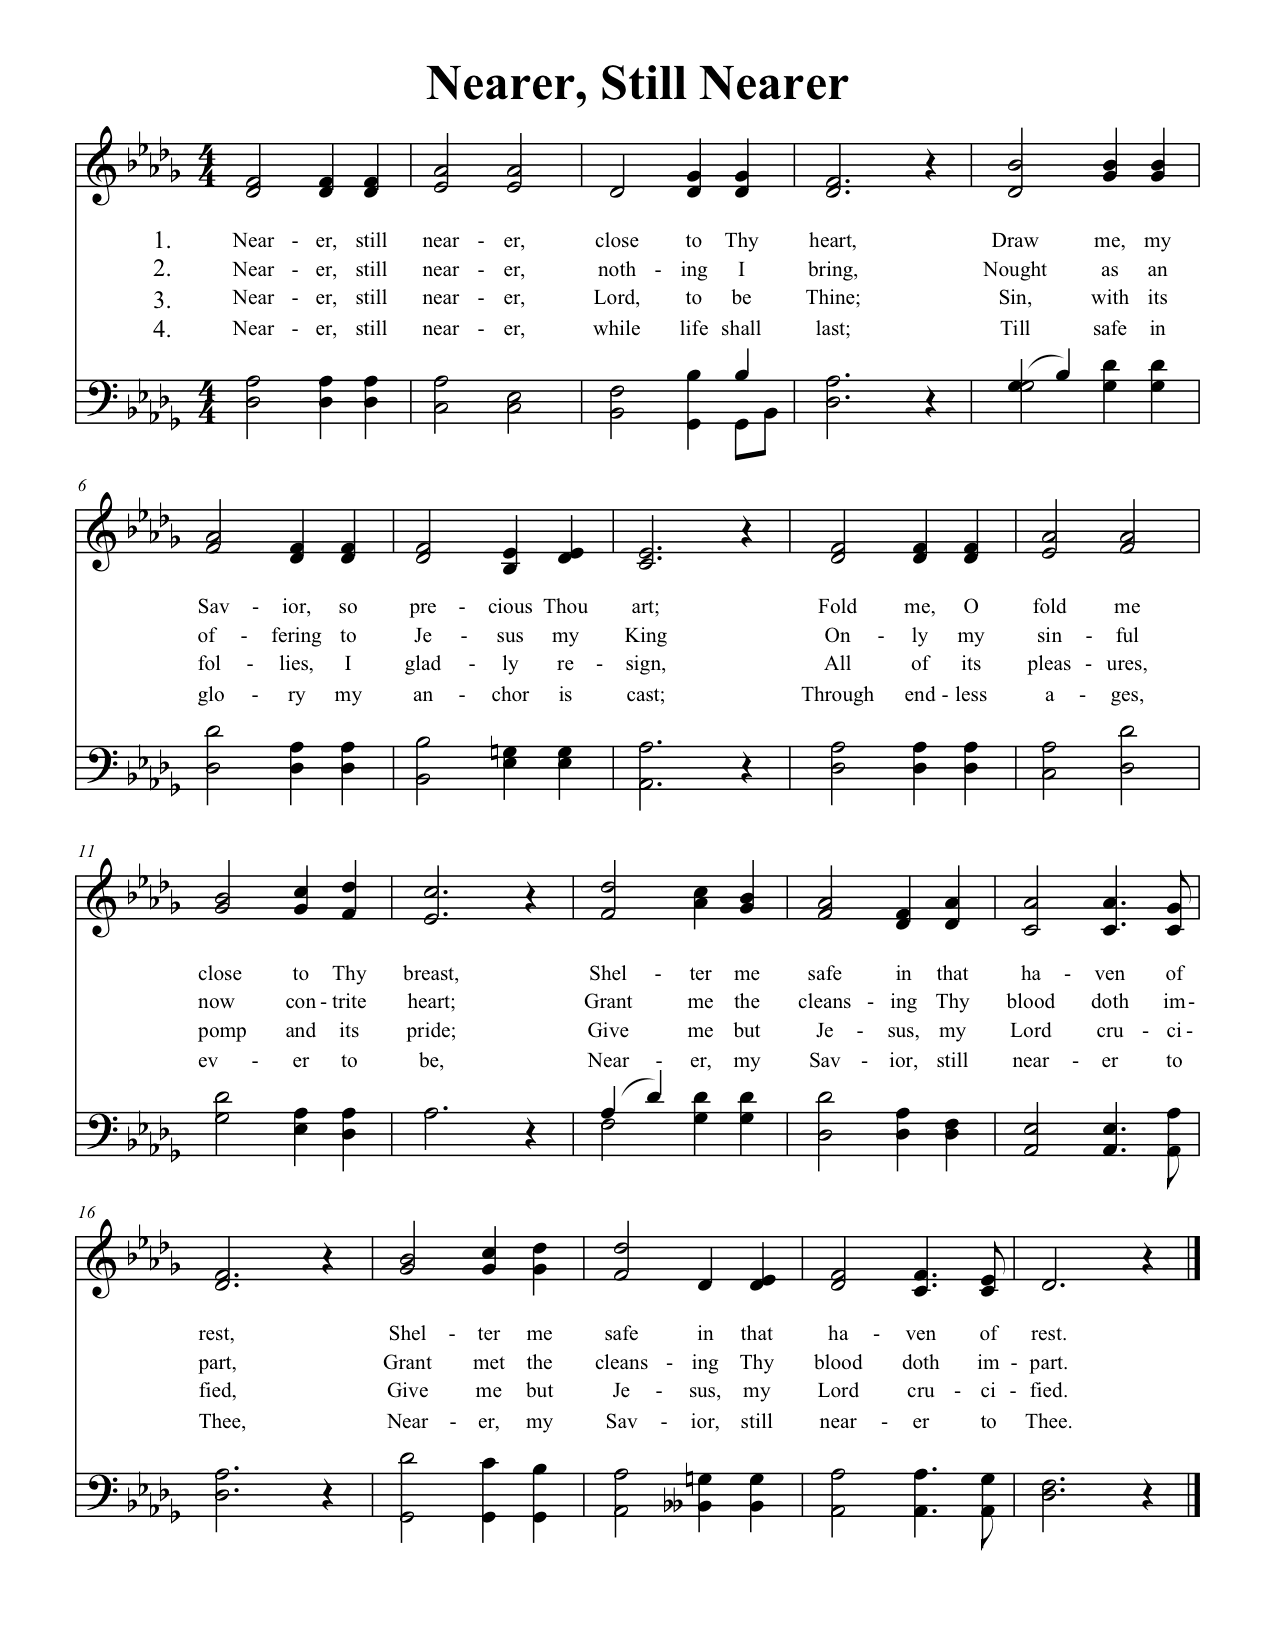 Nearer, Still Nearer
4 4
1. Near - er, still near - er, close to Thy heart, Draw me, my
2. Near - er, still near - er, noth - ing I bring, Nought as an
3. Near - er, still near - er, Lord, to be Thine; Sin, with its
4. Near - er, still near - er, while life shall last; Till safe in
4 4
6
Sav - ior, so pre - cious Thou art; Fold me, O fold me
of - fering to Je - sus my King On - ly my sin - ful
fol - lies, I glad - ly re - sign, All of its pleas - ures,
glo - ry my an - chor is cast; Through end - less a - ges,
11
close to Thy breast, Shel - ter me safe in that ha - ven of
now con - trite heart; Grant me the cleans - ing Thy blood doth im -
pomp and its pride; Give me but Je - sus, my Lord cru - ci -
ev - er to be, Near - er, my Sav - ior, still near - er to
16
rest, Shel - ter me safe in that ha - ven of rest.
part, Grant met the cleans - ing Thy blood doth im - part.
fied, Give me but Je - sus, my Lord cru - ci - fied.
Thee, Near - er, my Sav - ior, still near - er to Thee.